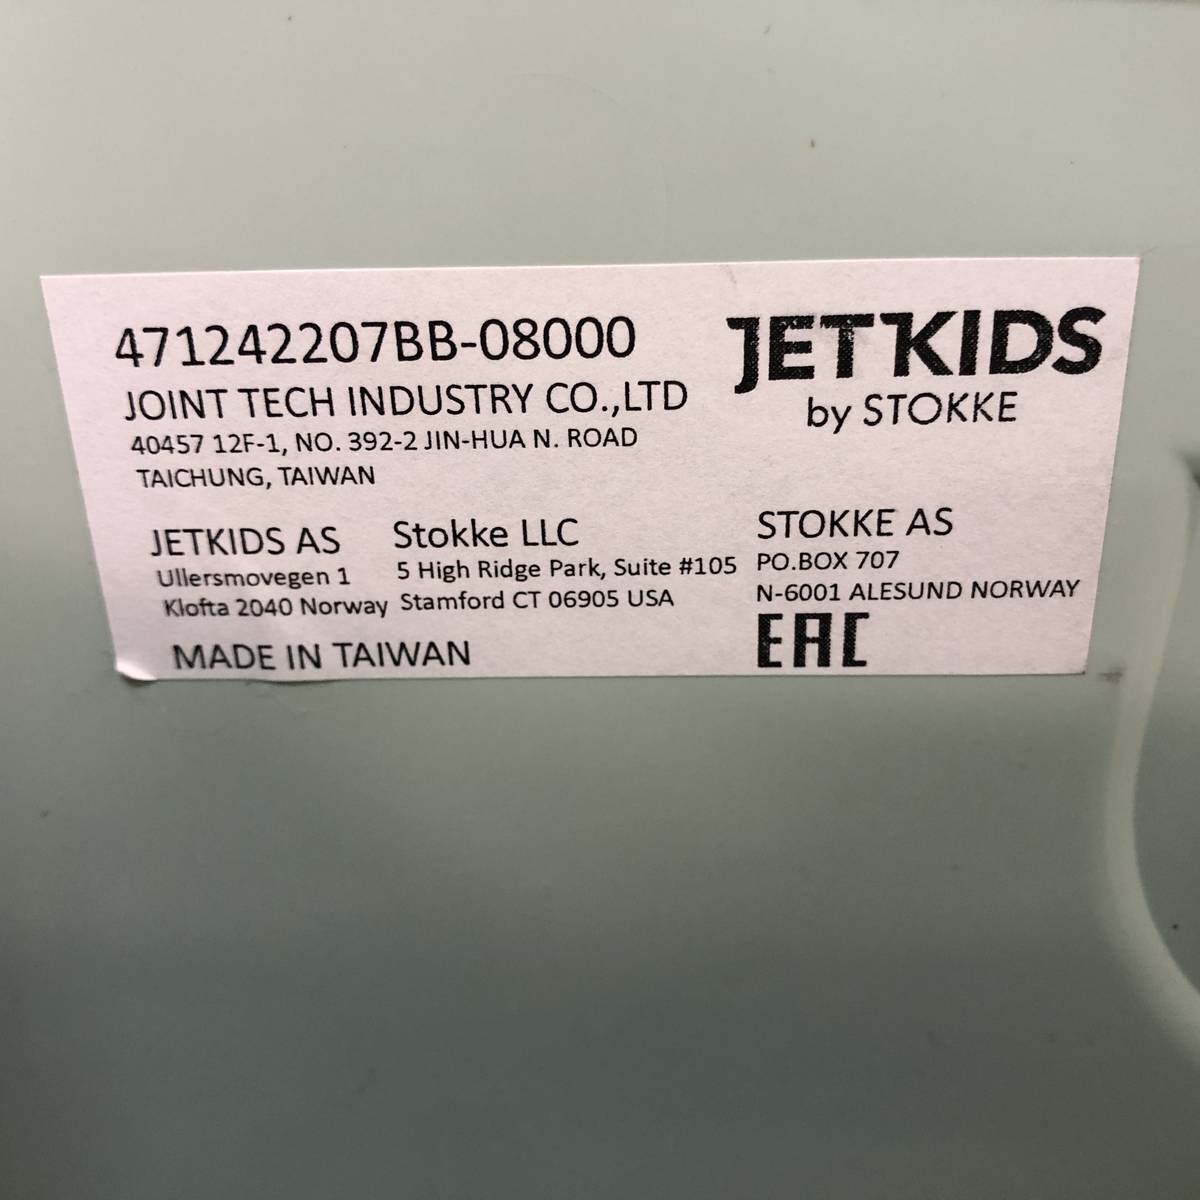 471242207BB-08000
JOINT TECH INDUSTRY CO.,LTD
40457 12F-1, NO. 392-2 JIN-HUA N. ROAD
TAICHUNG, TAIWAN
JETKIDS
by STOKKE
JETKIDS AS
Ullersmovegen 1
Klofta 2040 Norway
Stokke LLC
5 High Ridge Park, Suite #105
Stamford CT 06905 USA
STOKKE AS
PO.BOX 707
N-6001 ALESUND NORWAY
MADE IN TAIWAN
EAC